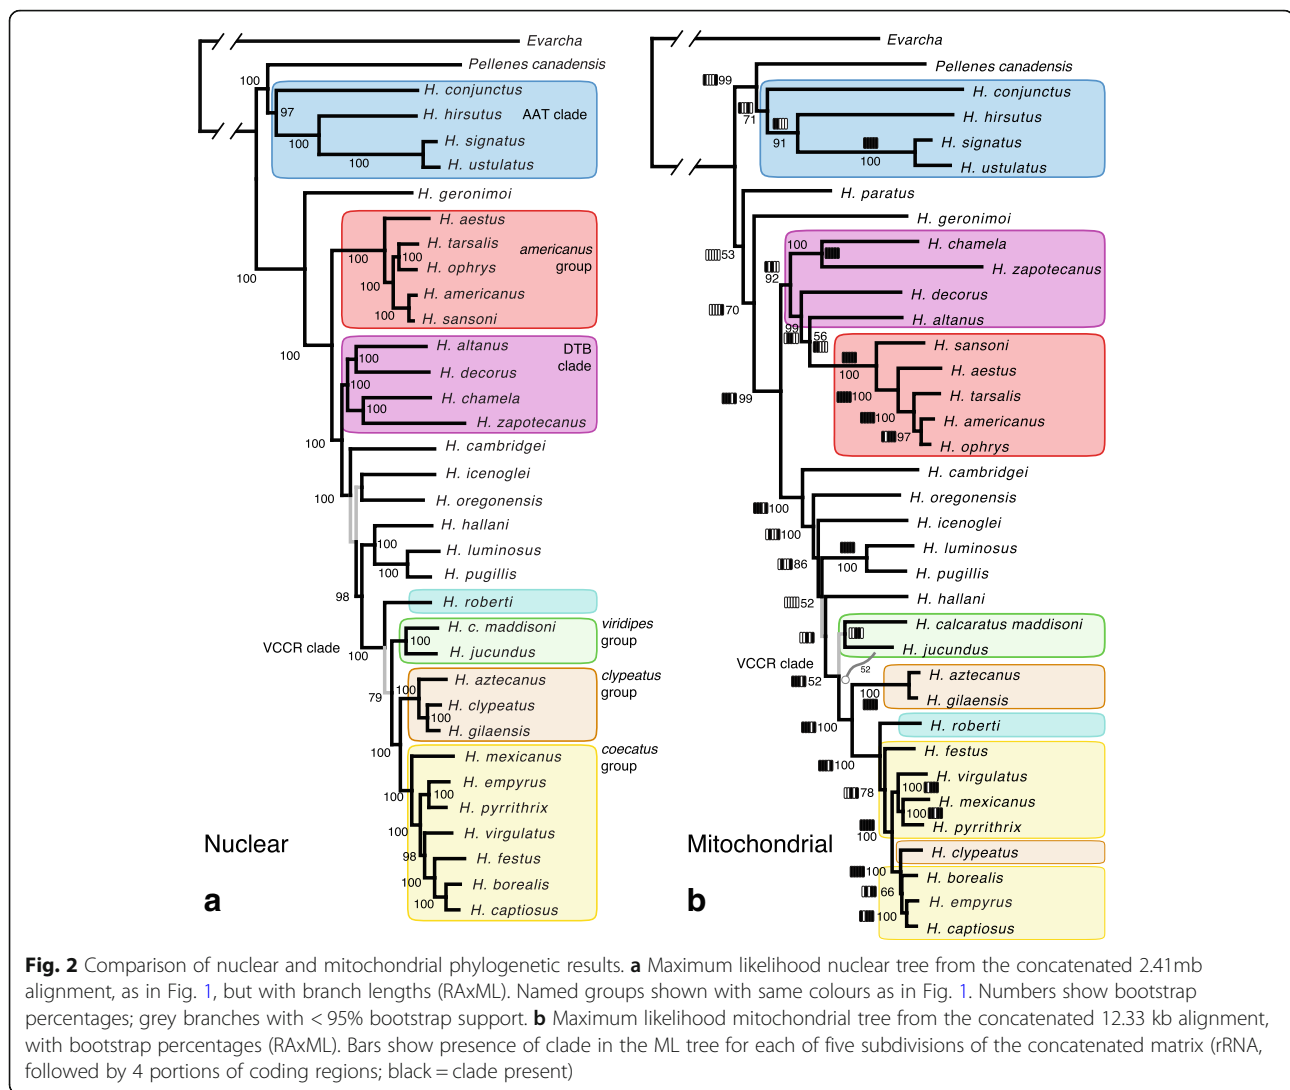 Evarcha
Pellenes canadensis
100
H. conjunctus
97
H. hirsutus
AAT clade
100
H. signatus
100
H. ustulatus
H. geronimoi
100
H. aestus
H. tarsalis
americanus
group
100
100
H. ophrys
100
H. americanus
100
H. sansoni
100
H. altanus
DTB
clade
100
H. decorus
100
H. chamela
100
H. zapotecanus
100
H. cambridgei
H. icenoglei
100
H. oregonensis
H. hallani
100
H. luminosus
100
H. pugillis
98
H. roberti
VCCR clade
100
H. c. maddisoni
viridipes
group
100
H. jucundus
79
H. aztecanus
clypeatus
group
100
H. clypeatus
100
H. gilaensis
100
H. mexicanus
coecatus
group
100
H. empyrus
100
H. pyrrithrix
100
H. virgulatus
98
H. festus
100
H. borealis
100
H. captiosus
Nuclear
a
Evarcha
Pellenes canadensis
99
H. conjunctus
71
H. hirsutus
91
H. signatus
100
H. ustulatus
H. paratus
H. geronimoi
53
H. chamela
100
H. zapotecanus
92
H. decorus
70
H. altanus
99
56
H. sansoni
100
H. aestus
99
100
H. tarsalis
100
H. americanus
97
H. ophrys
H. cambridgei
H. oregonensis
100
H. icenoglei
100
H. luminosus
86
100
H. pugillis
H. hallani
52
H. calcaratus maddisoni
H. jucundus
VCCR clade
52
52
H. aztecanus
100
H. gilaensis
100
H. roberti
H. festus
100
H. virgulatus
100
78
H. mexicanus
100
H. pyrrithrix
100
H. clypeatus
100
H. borealis
66
H. empyrus
100
H. captiosus
Mitochondrial
b
Fig. 2 Comparison of nuclear and mitochondrial phylogenetic results. a Maximum likelihood nuclear tree from the concatenated 2.41mb
alignment, as in Fig. 1, but with branch lengths (RAxML). Named groups shown with same colours as in Fig. 1. Numbers show bootstrap
percentages; grey branches with < 95% bootstrap support. b Maximum likelihood mitochondrial tree from the concatenated 12.33 kb alignment,
with bootstrap percentages (RAxML). Bars show presence of clade in the ML tree for each of five subdivisions of the concatenated matrix (rRNA,
followed by 4 portions of coding regions; black = clade present)